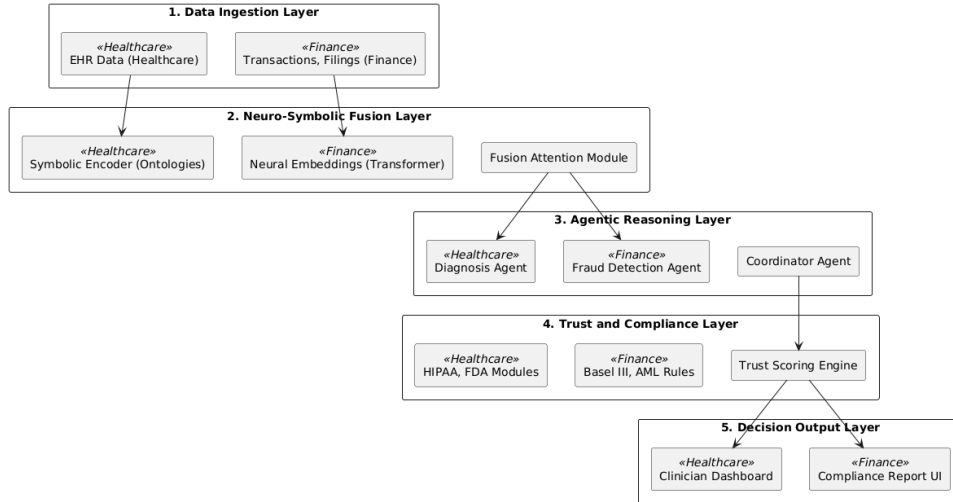 1. Data Ingestion Layer
«Healthcare»
EHR Data (Healthcare)
«Finance»
Transactions, Filings (Finance)
2. Neuro-Symbolic Fusion Layer
«Healthcare»
Symbolic Encoder (Ontologies)
«Finance»
Neural Embeddings (Transformer)
Fusion Attention Module
3. Agentic Reasoning Layer
«Healthcare»
Diagnosis Agent
«Finance»
Fraud Detection Agent
Coordinator Agent
4. Trust and Compliance Layer
«Healthcare»
HIPAA, FDA Modules
«Finance»
Basel III, AML Rules
Trust Scoring Engine
5. Decision Output Layer
«Healthcare»
Clinician Dashboard
«Finance»
Compliance Report UI